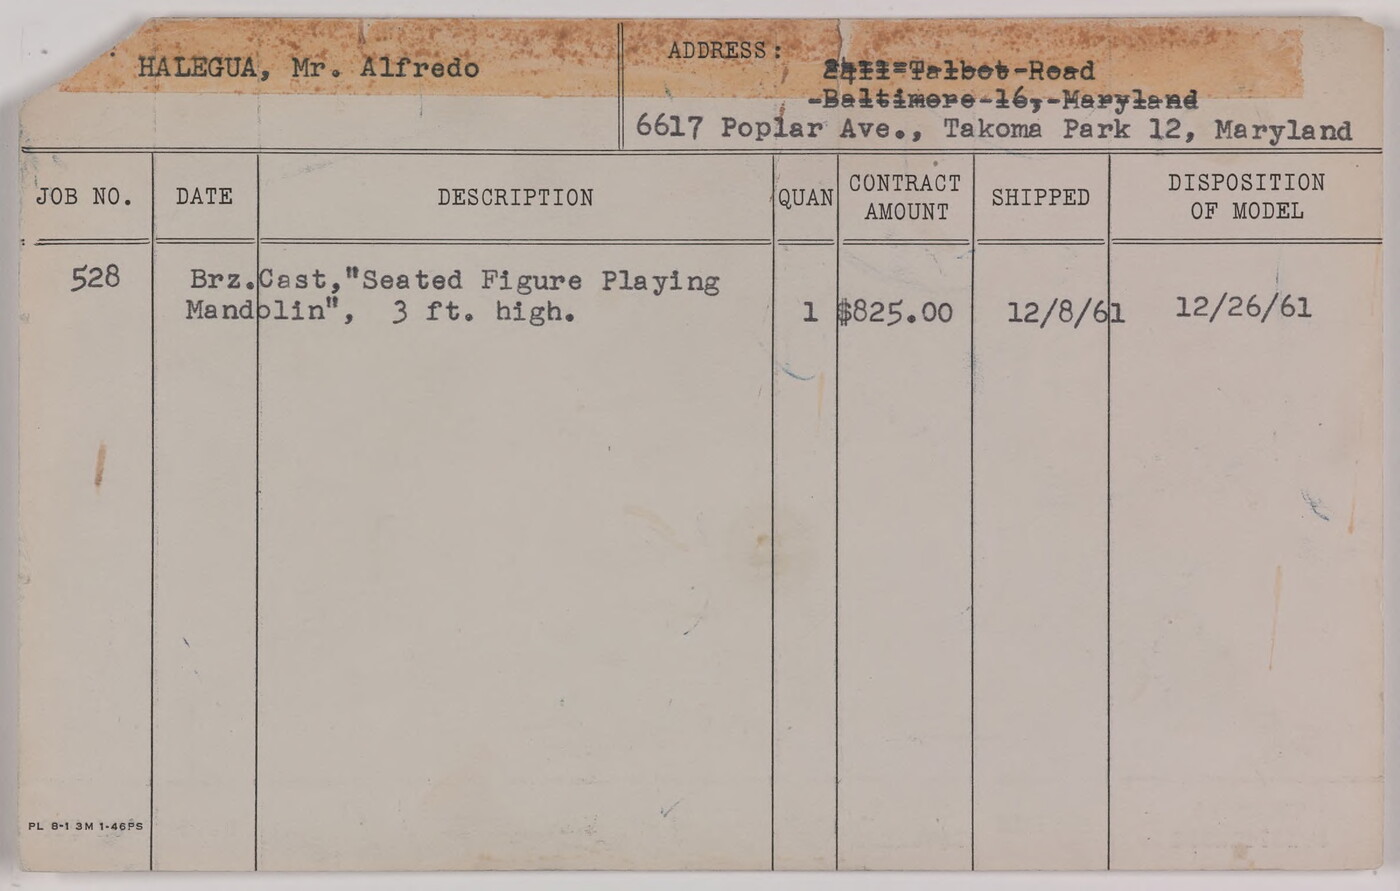 HALEGUA, Mr. Alfredo
ADDRESS:
Talbot Road
Baltimore 16, Maryland
6617 Poplar Ave., Takoma Park 12, Maryland
JOB NO. DATE DESCRIPTION QUAN CONTRACT AMOUNT SHIPPED DISPOSITION OF MODEL
528 Brz.Cast,"Seated Figure Playing
Mandolin", 3 ft. high. 1 $825.00 12/8/61 12/26/61
PL 8-1 3M 1-46PS